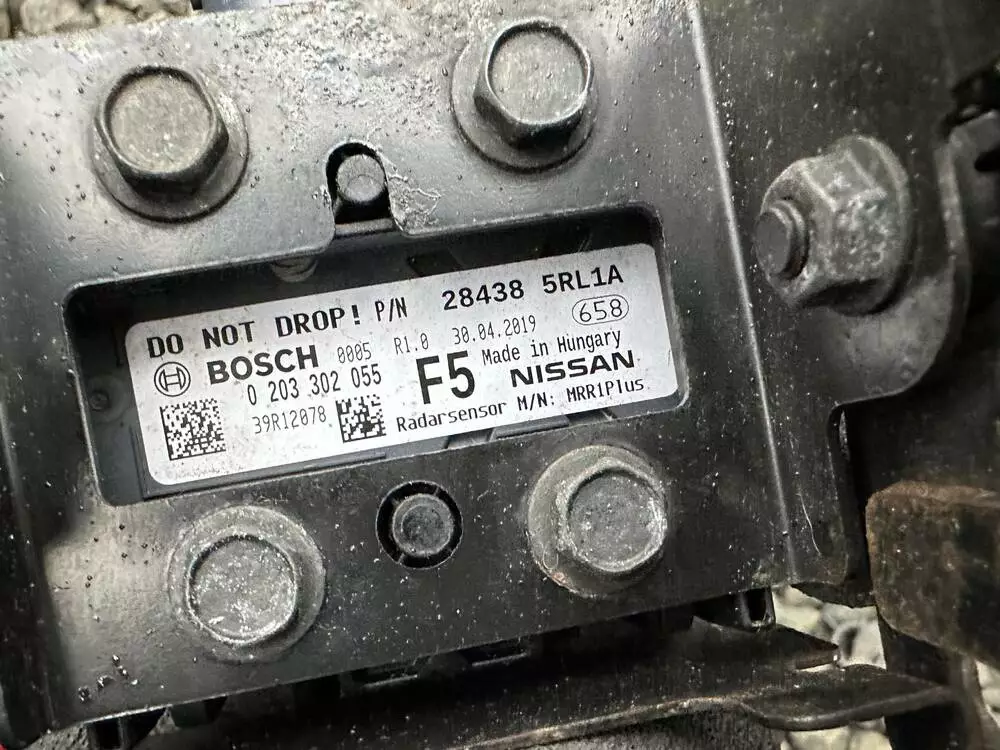 DO NOT DROP! P/N 28438 5RL1A
BOSCH 0005 R1.0 30.04.2019 658
0 203 302 055 F5 Made in Hungary
39R12078 NISSAN
Radarsensor M/N: MRR1Plus